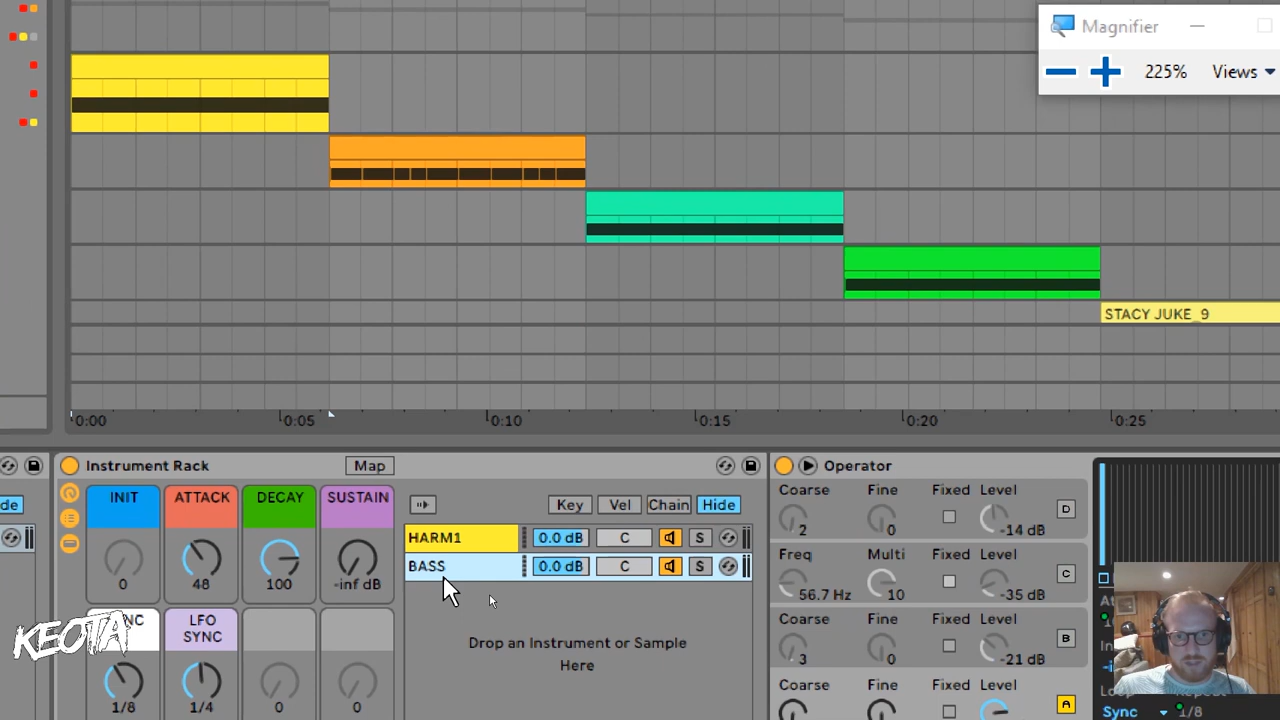 Magnifier
225% Views
STACY JUKE_9
0:00 0:05 0:10 0:15 0:20 0:25
Instrument Rack Map
Operator
de
INIT ATTACK DECAY SUSTAIN
0 48 100 -inf dB
LFO
SYNC
1/8 1/4 0 0
KEOTA
Key Vel Chain Hide
HARM1 0.0 dB C S
BASS 0.0 dB C S
Drop an Instrument or Sample
Here
Coarse Fine Fixed Level
2 0 -14 dB D
Freq Multi Fixed Level
56.7 Hz 10 -35 dB C
Coarse Fine Fixed Level
3 0 -21 dB B
Coarse Fine Fixed Level
A
Sync 1/8